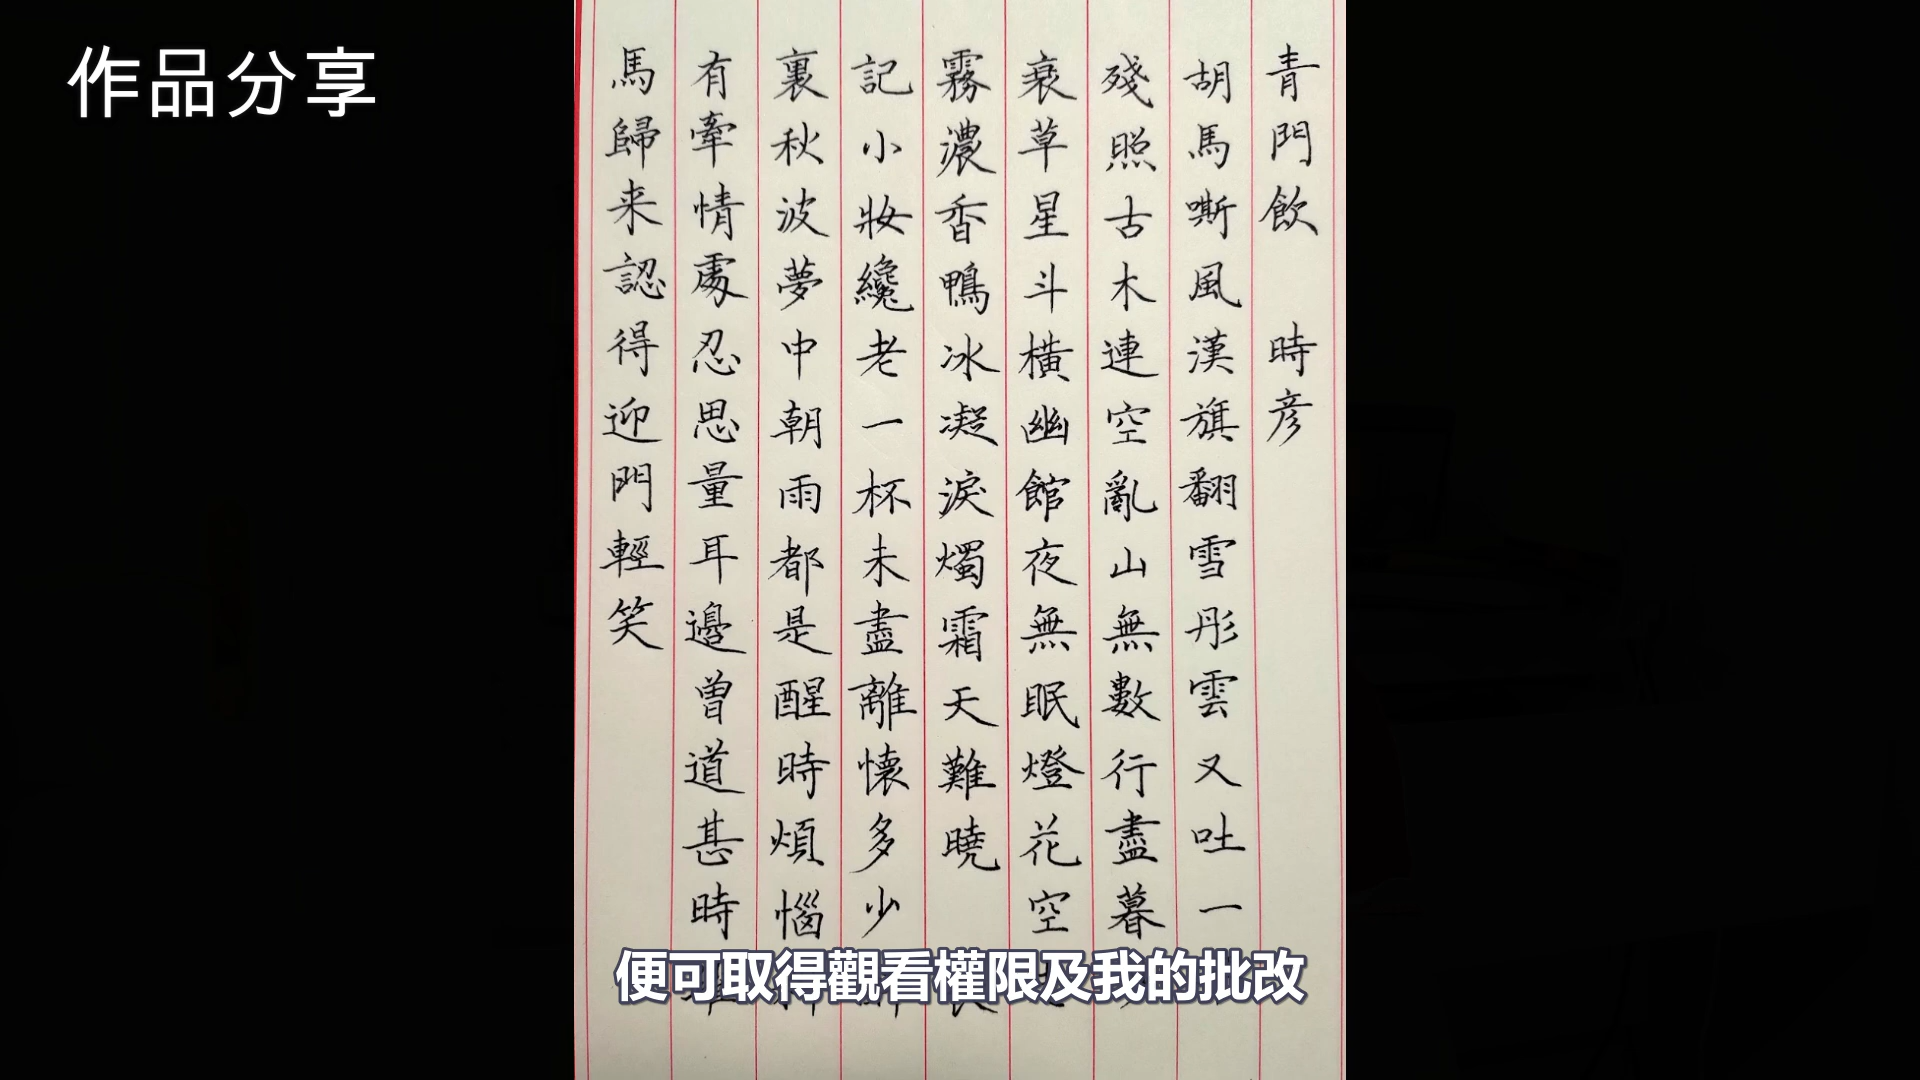 作品分享
青門飲 時彥
胡馬嘶風漢旗翻雪彤雲又吐一
殘照古木連空亂山無數行盡暮
衰草星斗橫幽館夜無眠燈花空
霧濃香鴨冰凝淚燭霜天難曉
記小妝纔老一杯未盡離懷多少
裏秋波夢中朝雨都是醒時煩惱
有牽情處忍思量耳邊曾道甚時
馬歸来認得迎門輕笑
便可取得觀看權限及我的批改